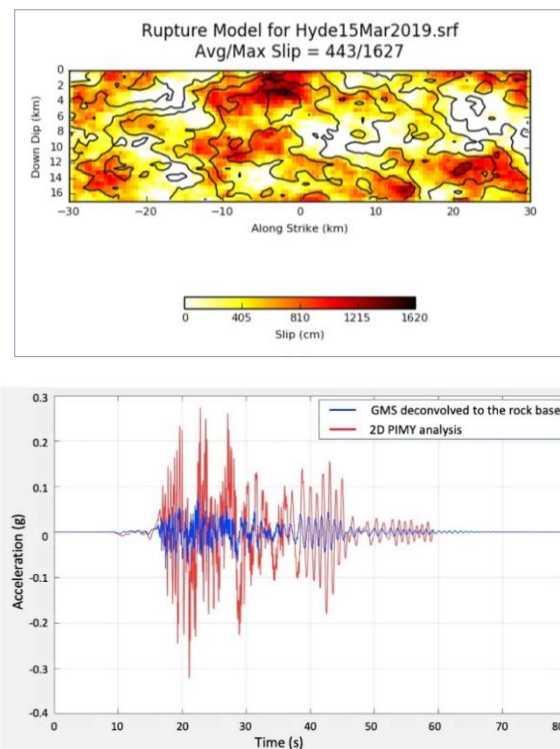 Rupture Model for Hyde15Mar2019.srf
Avg/Max Slip = 443/1627
0
2
4
6
8
10
12
14
16
Down Dip (km)
−30 −20 −10 0 10 20 30
Along Strike (km)
0 405 810 1215 1620
Slip (cm)
GMS deconvolved to the rock base
2D PIMY analysis
0.3
0.2
0.1
0
-0.1
-0.2
-0.3
-0.4
Acceleration (g)
0 10 20 30 40 50 60 70 80
Time (s)